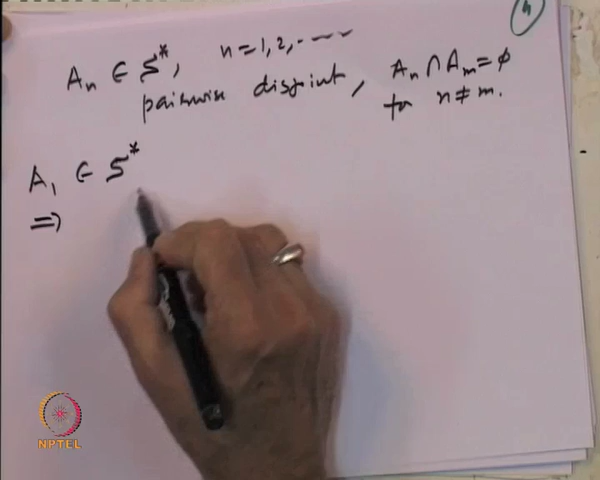 4
A_n ∈ S*, n=1,2,-----
pairwise disjoint, A_n ∩ A_m = ϕ
for n ≠ m.
A_1 ∈ S*
⇒
NPTEL